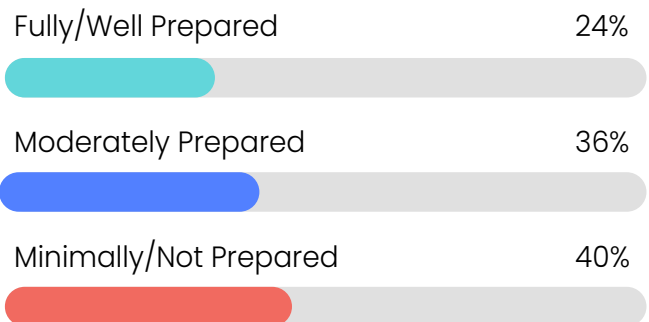 Fully/Well Prepared 24%
Moderately Prepared 36%
Minimally/Not Prepared 40%